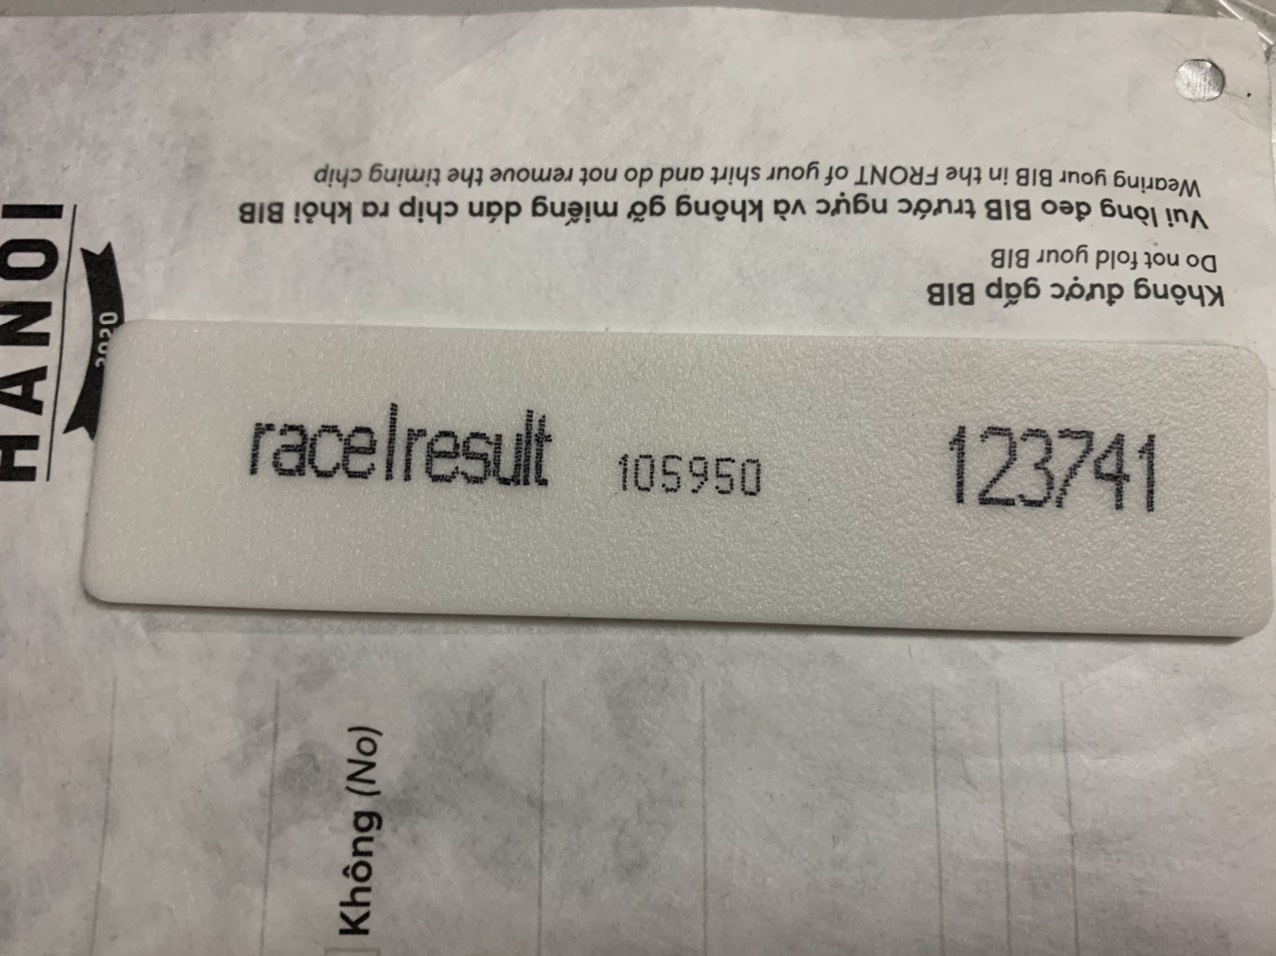 race|result 105950 123741
Không được gấp BIB
Do not fold your BIB
Vui lòng đeo BIB trước ngực và không gỡ miếng dán chip ra khỏi BIB
Wearing your BIB in the FRONT of your shirt and do not remove the timing chip
HANOI
2020
Không (No)